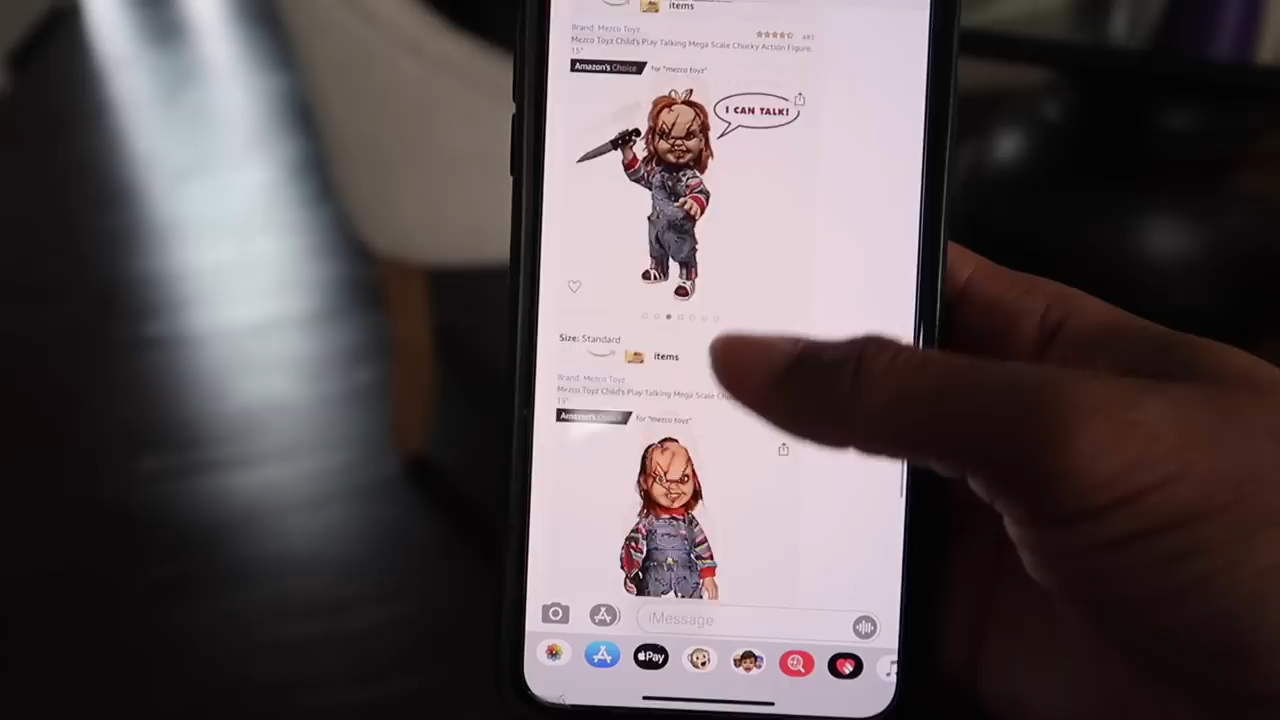 items
Brand: Mezco Toyz
481
Mezco Toyz Child's Play Talking Mega Scale Chucky Action Figure,
15"
Amazon's Choice for "mezco toyz"
I CAN TALK!
Size: Standard
items
Brand: Mezco Toyz
Mezco Toyz Child's Play Talking Mega Scale
15"
Amazon's Choice for "mezco toyz"
iMessage
Pay